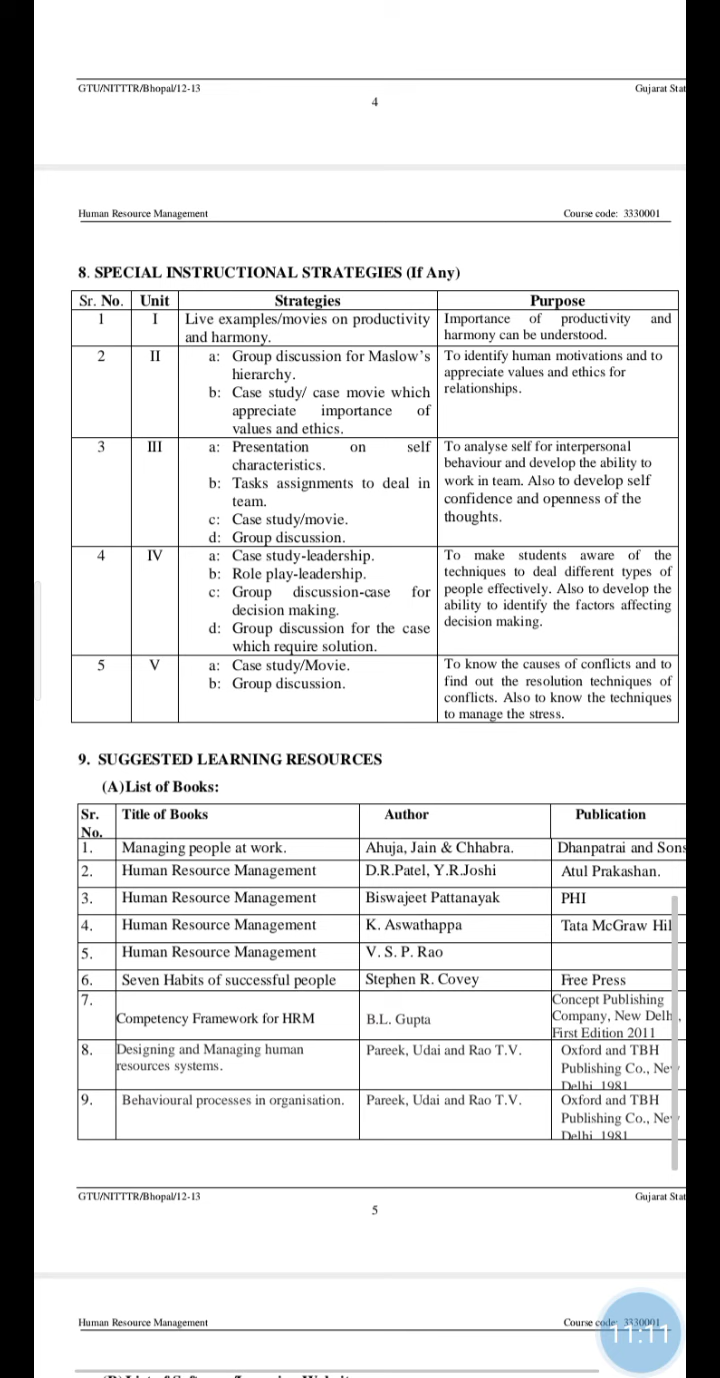 GTU/NITTTR/Bhopal/12-13 Gujarat Stat
4
Human Resource Management Course code: 3330001
8. SPECIAL INSTRUCTIONAL STRATEGIES (If Any)
Sr. No. Unit Strategies Purpose
1 I Live examples/movies on productivity Importance of productivity and
and harmony. harmony can be understood.
2 II a: Group discussion for Maslow's To identify human motivations and to
hierarchy. appreciate values and ethics for
b: Case study/ case movie which relationships.
appreciate importance of
values and ethics.
3 III a: Presentation on self To analyse self for interpersonal
characteristics. behaviour and develop the ability to
b: Tasks assignments to deal in work in team. Also to develop self
team. confidence and openness of the
c: Case study/movie. thoughts.
d: Group discussion.
4 IV a: Case study-leadership. To make students aware of the
b: Role play-leadership. techniques to deal different types of
c: Group discussion-case for people effectively. Also to develop the
decision making. ability to identify the factors affecting
d: Group discussion for the case decision making.
which require solution.
5 V a: Case study/Movie. To know the causes of conflicts and to
b: Group discussion. find out the resolution techniques of
conflicts. Also to know the techniques
to manage the stress.
9. SUGGESTED LEARNING RESOURCES
(A)List of Books:
Sr. Title of Books Author Publication
No.
1. Managing people at work. Ahuja, Jain & Chhabra. Dhanpatrai and Sons
2. Human Resource Management D.R.Patel, Y.R.Joshi Atul Prakashan.
3. Human Resource Management Biswajeet Pattanayak PHI
4. Human Resource Management K. Aswathappa Tata McGraw Hil
5. Human Resource Management V. S. P. Rao
6. Seven Habits of successful people Stephen R. Covey Free Press
7. Concept Publishing
Competency Framework for HRM B.L. Gupta Company, New Delh ,
First Edition 2011
8. Designing and Managing human Pareek, Udai and Rao T.V. Oxford and TBH
resources systems. Publishing Co., New
Delhi 1981
9. Behavioural processes in organisation. Pareek, Udai and Rao T.V. Oxford and TBH
Publishing Co., New
Delhi 1981
GTU/NITTTR/Bhopal/12-13 Gujarat Stat
5
Human Resource Management Course code: 3330001
11:11